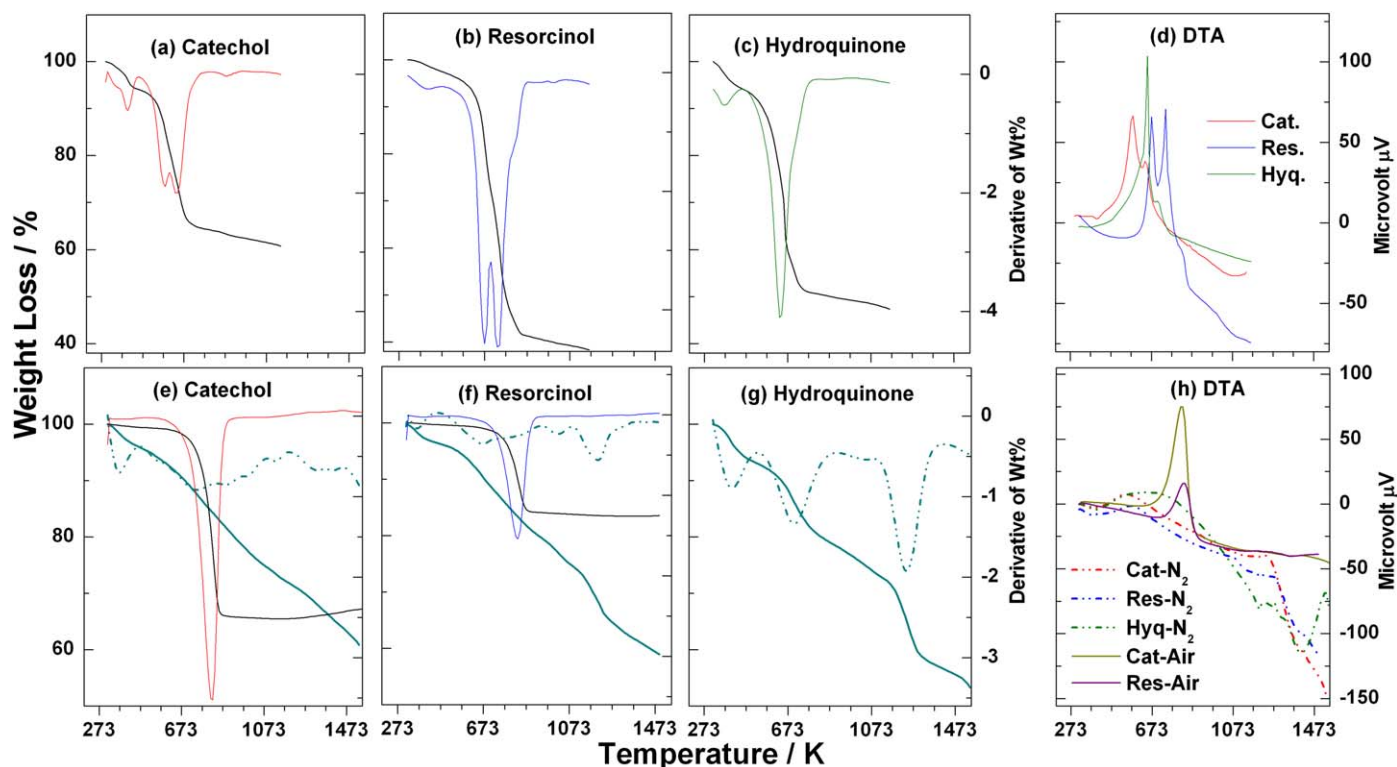 (a) Catechol
(b) Resorcinol
(c) Hydroquinone
(d) DTA
100
80
60
40
0
-2
-4
100
50
0
-50
Cat.
Res.
Hyq.
Weight Loss / %
Derivative of Wt%
Microvolt µV
(e) Catechol
(f) Resorcinol
(g) Hydroquinone
(h) DTA
100
80
60
0
-1
-2
-3
100
50
0
-50
-100
-150
Cat-N2
Res-N2
Hyq-N2
Cat-Air
Res-Air
Derivative of Wt%
Microvolt µV
273 673 1073 1473
273 673 1073 1473
273 673 1073 1473
273 673 1073 1473
Temperature / K